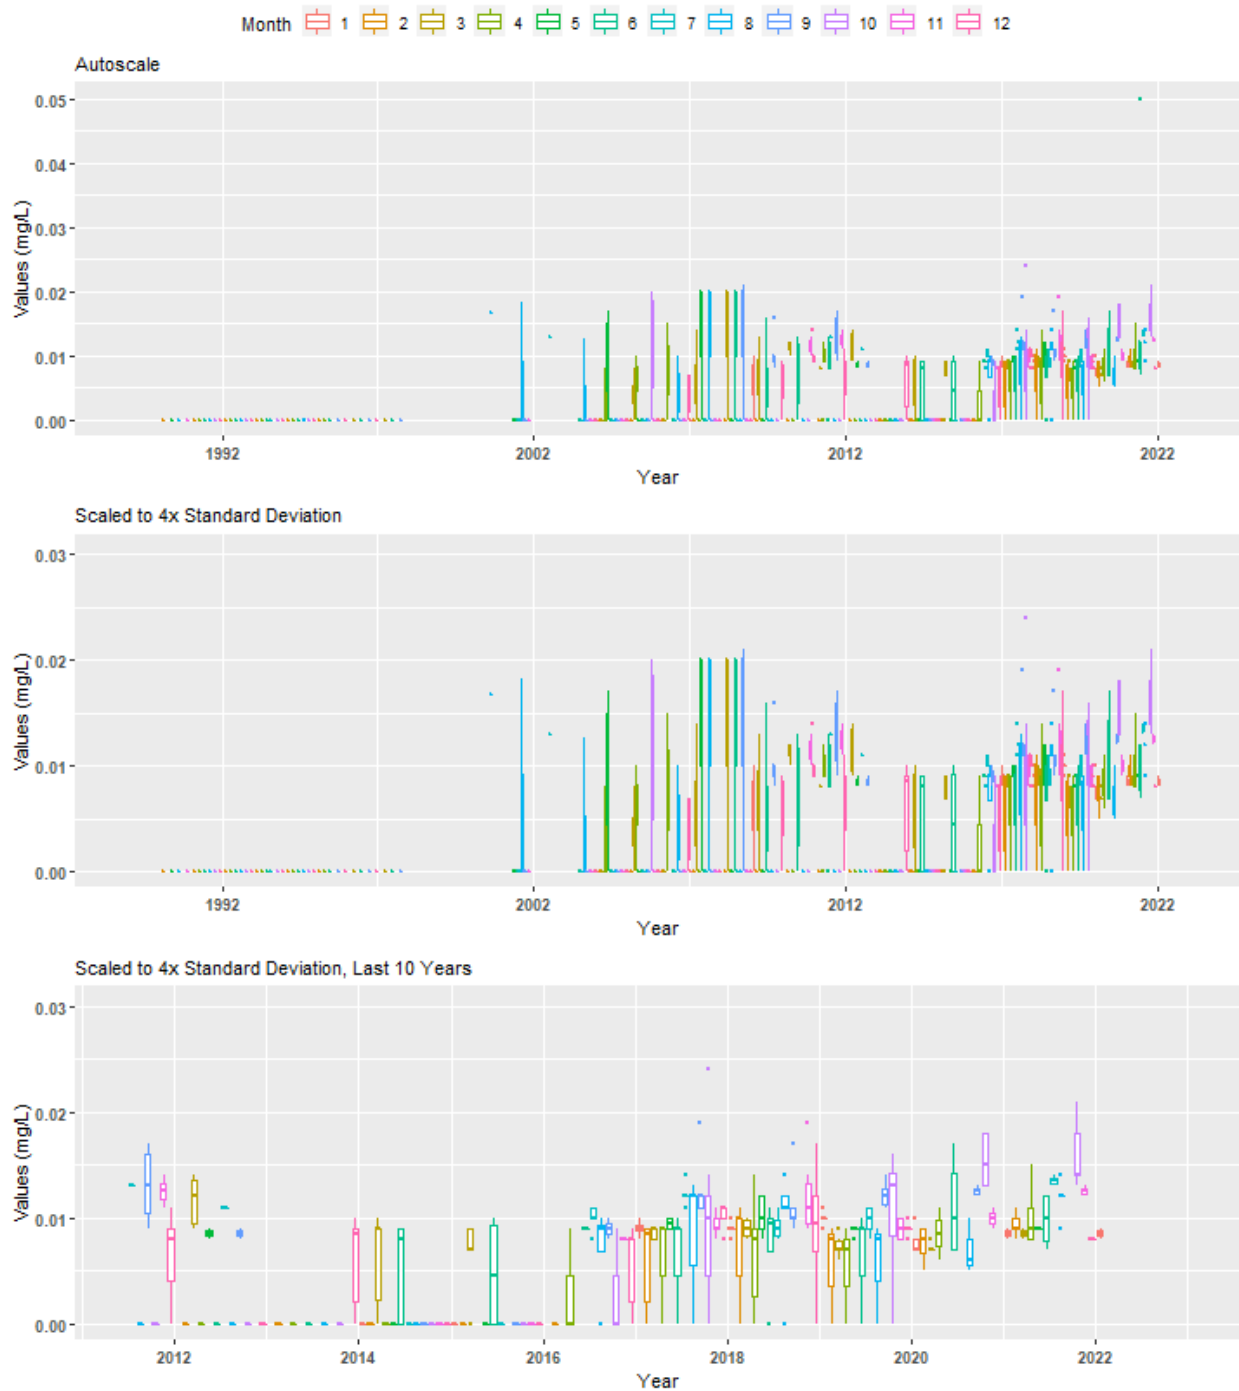 Month 1 2 3 4 5 6 7 8 9 10 11 12
Autoscale
0.05
0.04
0.03
0.02
0.01
0.00
Values (mg/L)
1992 2002 2012 2022
Year
Scaled to 4x Standard Deviation
0.03
0.02
0.01
0.00
Values (mg/L)
1992 2002 2012 2022
Year
Scaled to 4x Standard Deviation, Last 10 Years
0.03
0.02
0.01
0.00
Values (mg/L)
2012 2014 2016 2018 2020 2022
Year